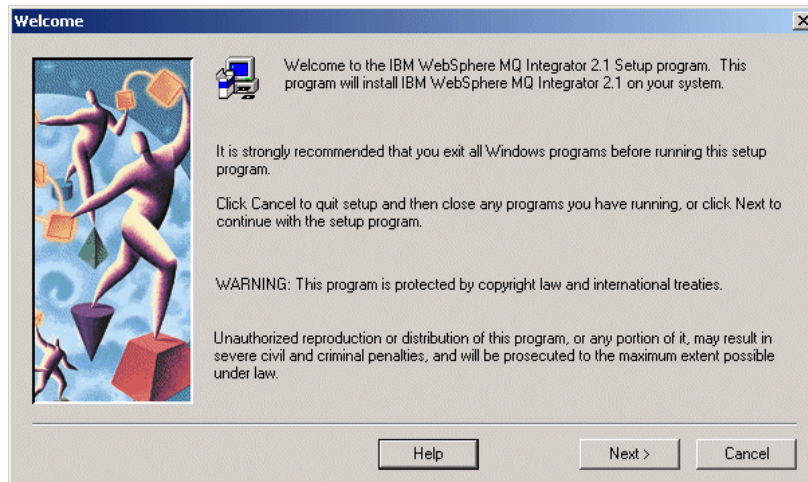 Welcome
Welcome to the IBM WebSphere MQ Integrator 2.1 Setup program. This
program will install IBM WebSphere MQ Integrator 2.1 on your system.
It is strongly recommended that you exit all Windows programs before running this setup
program.
Click Cancel to quit setup and then close any programs you have running, or click Next to
continue with the setup program.
WARNING: This program is protected by copyright law and international treaties.
Unauthorized reproduction or distribution of this program, or any portion of it, may result in
severe civil and criminal penalties, and will be prosecuted to the maximum extent possible
under law.
Help Next > Cancel